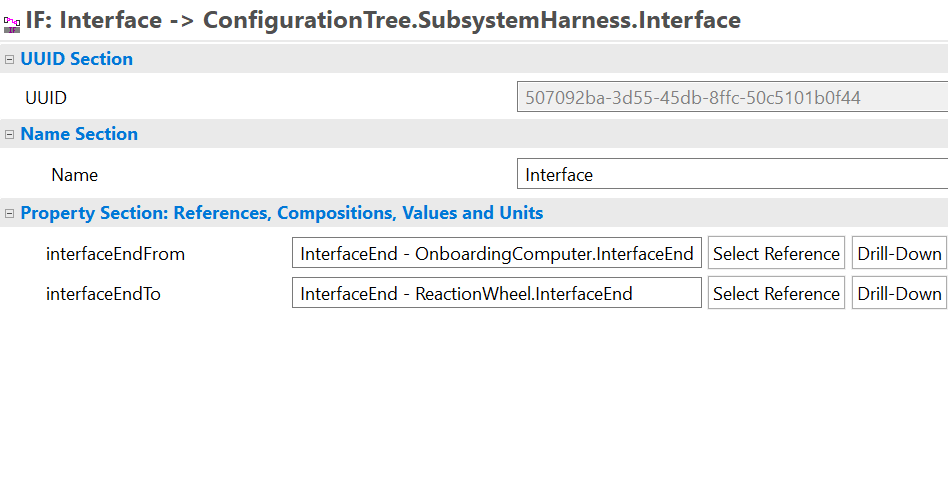 IF: Interface -> ConfigurationTree.SubsystemHarness.Interface
UUID Section
UUID 507092ba-3d55-45db-8ffc-50c5101b0f44
Name Section
Name Interface
Property Section: References, Compositions, Values and Units
interfaceEndFrom InterfaceEnd - OnboardingComputer.InterfaceEnd Select Reference Drill-Down
interfaceEndTo InterfaceEnd - ReactionWheel.InterfaceEnd Select Reference Drill-Down